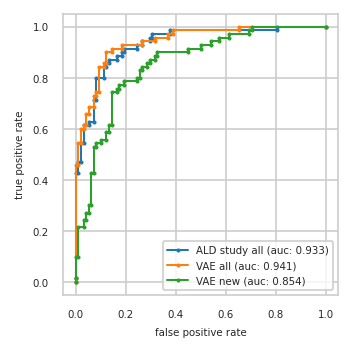 1.0
0.8
0.6
0.4
0.2
0.0
true positive rate
ALD study all (auc: 0.933)
VAE all (auc: 0.941)
VAE new (auc: 0.854)
0.0 0.2 0.4 0.6 0.8 1.0
false positive rate